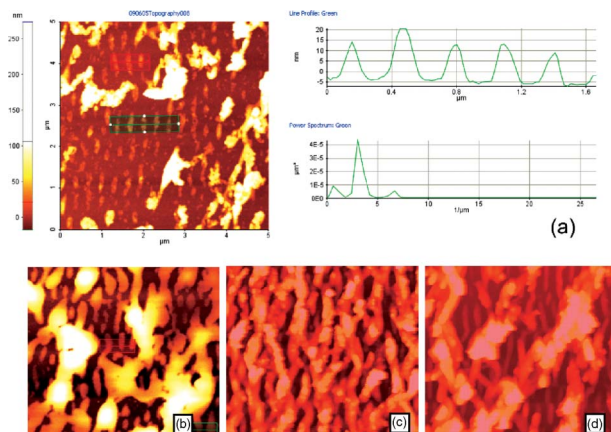 nm
250
200
150
100
50
0
090605Topography008
5
4
3
2
1
0
µm
0 1 2 3 4 5
µm
Line Profile: Green
20
15
10
5
0
-5
nm
0 0.4 0.8 1.2 1.6
µm
Power Spectrum: Green
4E-5
3E-5
2E-5
1E-5
0E0
0 5 10 15 20 25
1/µm
(a)
(b)
(c)
(d)